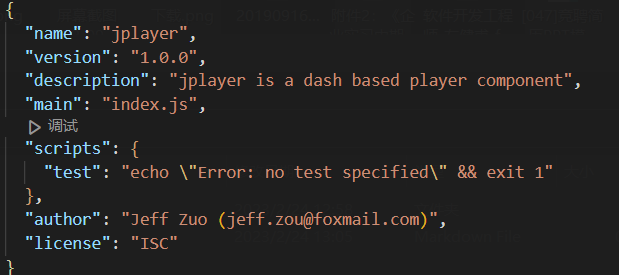 {
"name": "jplayer",
"version": "1.0.0",
"description": "jplayer is a dash based player component",
"main": "index.js",
调试
"scripts": {
"test": "echo \"Error: no test specified\" && exit 1"
},
"author": "Jeff Zuo (jeff.zou@foxmail.com)",
"license": "ISC"
}